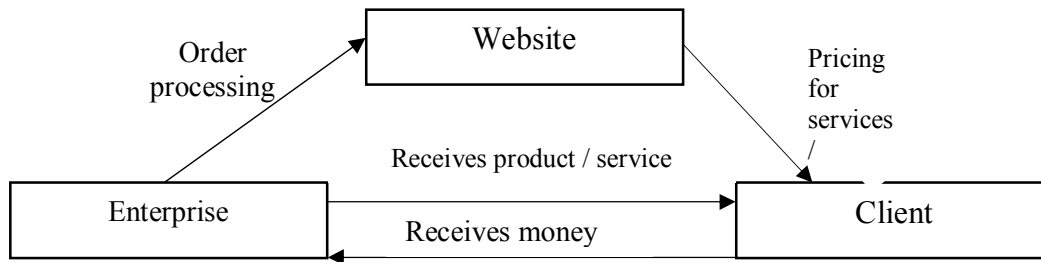 Website
Order
processing
Pricing
for
services
Receives product / service
Enterprise
Client
Receives money